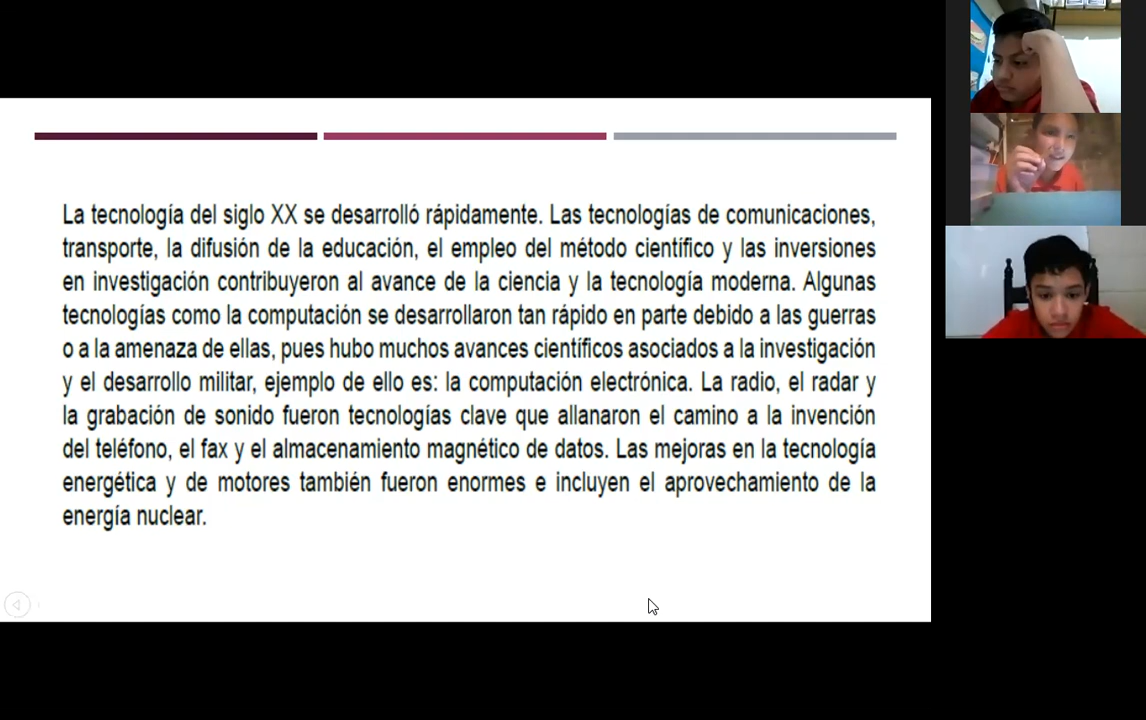 La tecnología del siglo XX se desarrolló rápidamente. Las tecnologías de comunicaciones,
transporte, la difusión de la educación, el empleo del método científico y las inversiones
en investigación contribuyeron al avance de la ciencia y la tecnología moderna. Algunas
tecnologías como la computación se desarrollaron tan rápido en parte debido a las guerras
o a la amenaza de ellas, pues hubo muchos avances científicos asociados a la investigación
y el desarrollo militar, ejemplo de ello es: la computación electrónica. La radio, el radar y
la grabación de sonido fueron tecnologías clave que allanaron el camino a la invención
del teléfono, el fax y el almacenamiento magnético de datos. Las mejoras en la tecnología
energética y de motores también fueron enormes e incluyen el aprovechamiento de la
energía nuclear.